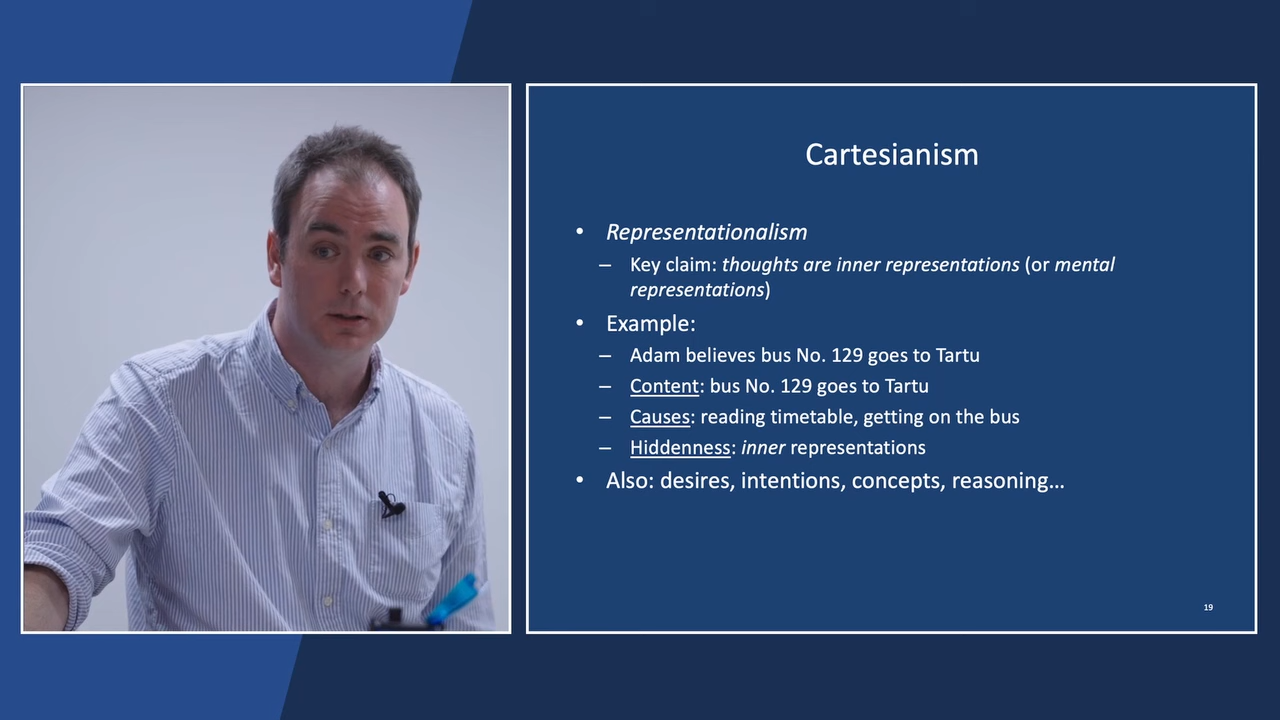 Cartesianism
• Representationalism
– Key claim: thoughts are inner representations (or mental
representations)
• Example:
– Adam believes bus No. 129 goes to Tartu
– Content: bus No. 129 goes to Tartu
– Causes: reading timetable, getting on the bus
– Hiddenness: inner representations
• Also: desires, intentions, concepts, reasoning…
19